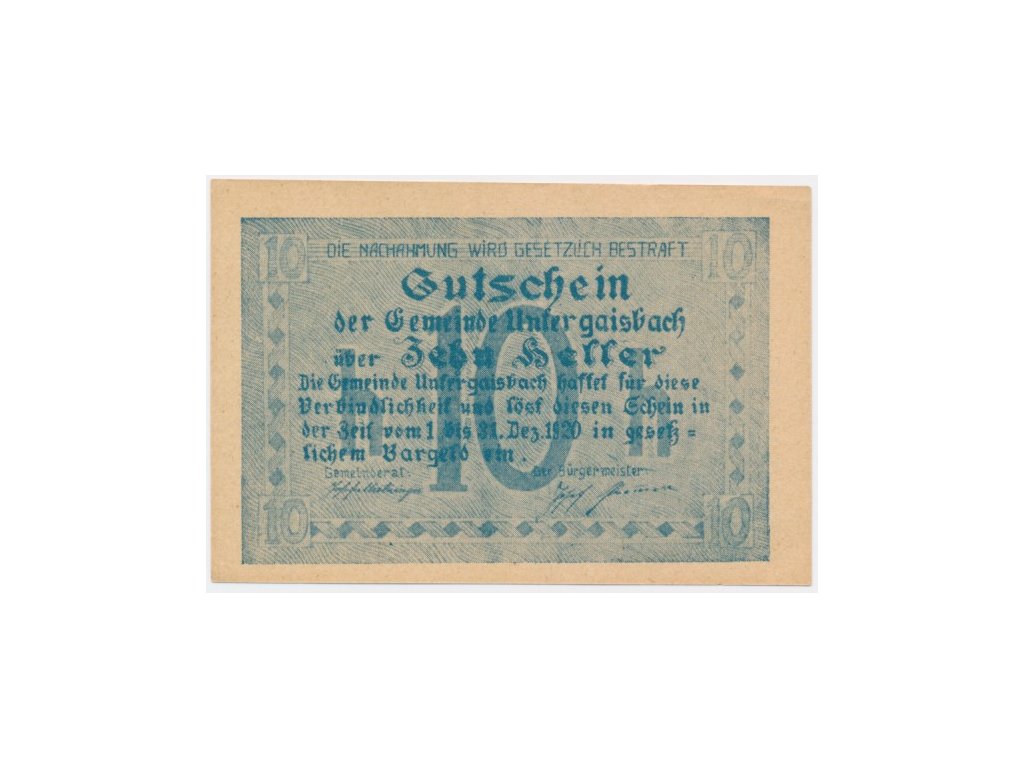 10 DIE NACHAHMUNG WIRD GESETZLICH BESTRAFT 10
Gutschein
der Gemeinde Untergaisbach
über Zehn Heller
Die Gemeinde Untergaisbach haftet für diese
Verbindlichkeit und löst diesen Schein in
der Zeit vom 1. bis 31. Dez. 1920 in gesetz=
lichem Bargeld ein.
10
Gemeinderat: Der Bürgermeister:
10 10